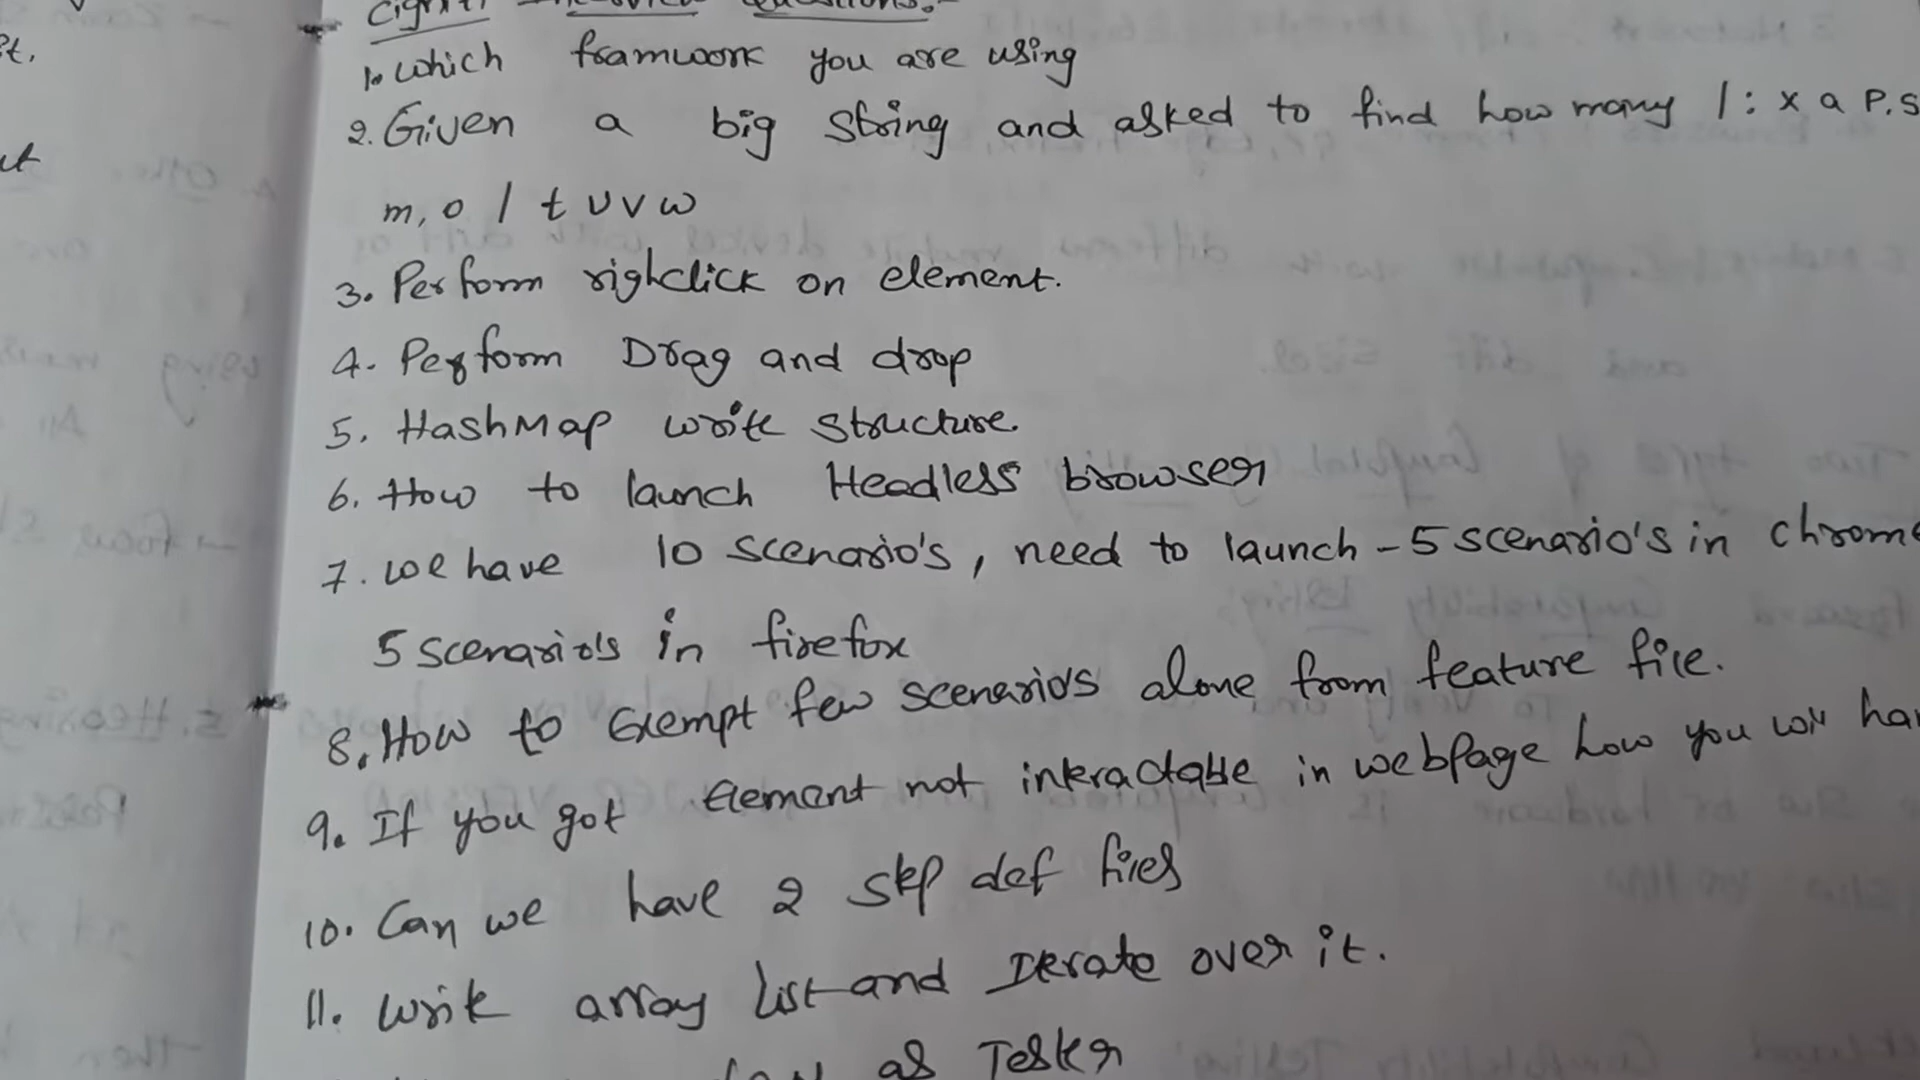 Questions:-
1. Which framwork you are using
2. Given a big string and asked to find how many / : x a P.S
m, o / t u v w
3. Perform righclick on element.
4. Perform Drag and drop
5. HashMap write structure.
6. How to launch Headless browser
7. we have 10 scenario's, need to launch - 5 scenario's in chrome
5 scenario's in firefox
8. How to Exempt few scenario's alone from feature file.
9. If you got Element not interactable in webpage how you will ha
10. Can we have 2 step def files
11. Write array list and Iterate over it.
as Tester